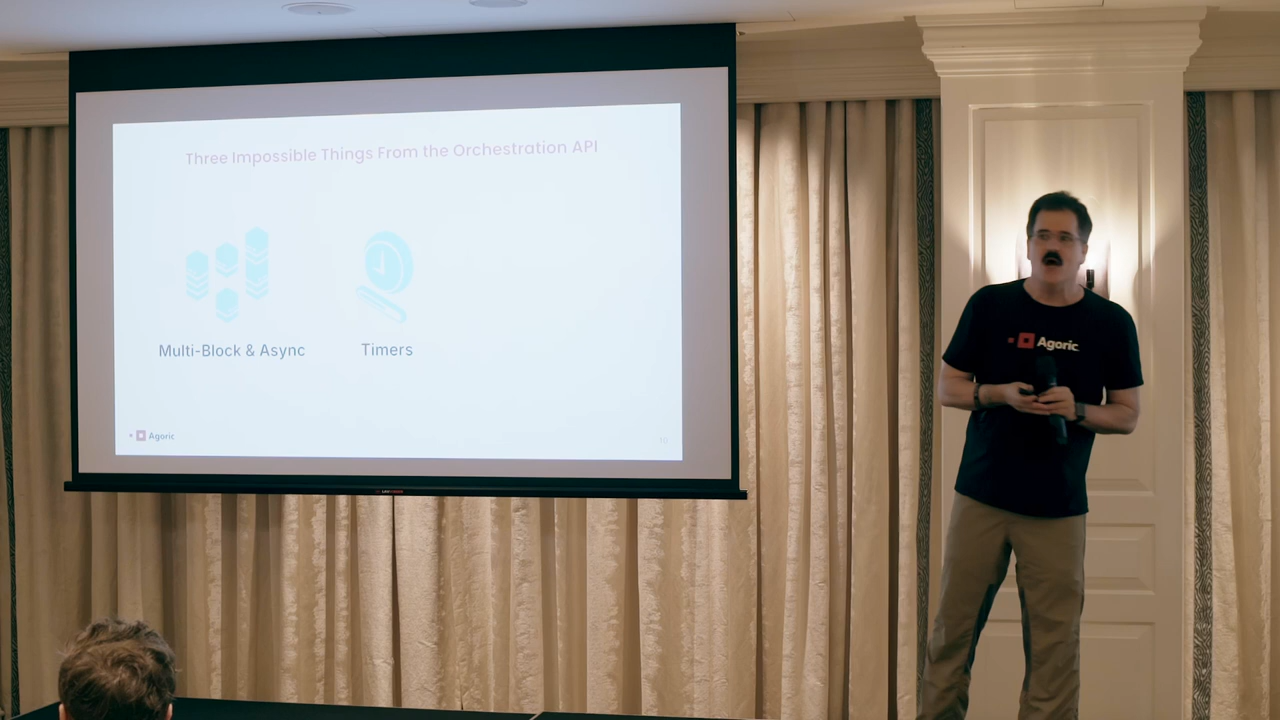 Three Impossible Things From the Orchestration API
Multi-Block & Async
Timers
Agoric
Agoric